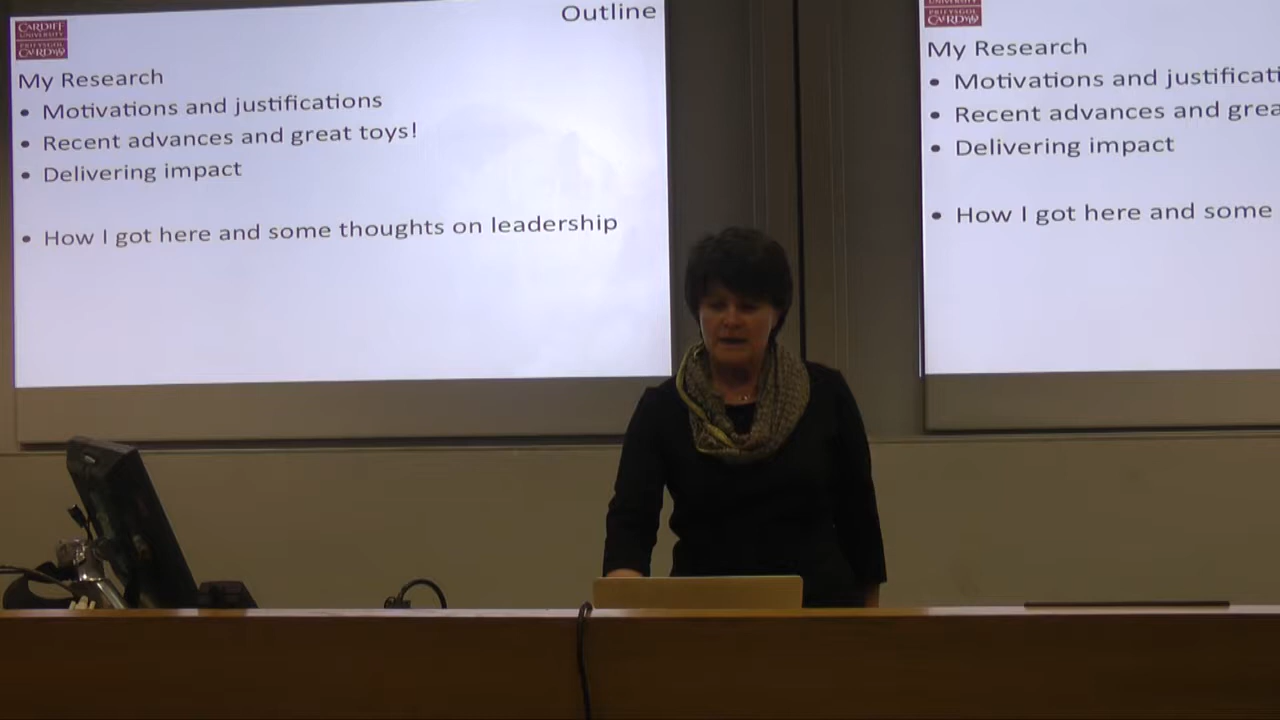 CARDIFF
UNIVERSITY
PRIFYSGOL
CAERDYDD
Outline
My Research
• Motivations and justifications
• Recent advances and great toys!
• Delivering impact
• How I got here and some thoughts on leadership
PRIFYSGOL
CAERDYDD
My Research
• Motivations and justificati
• Recent advances and grea
• Delivering impact
• How I got here and some